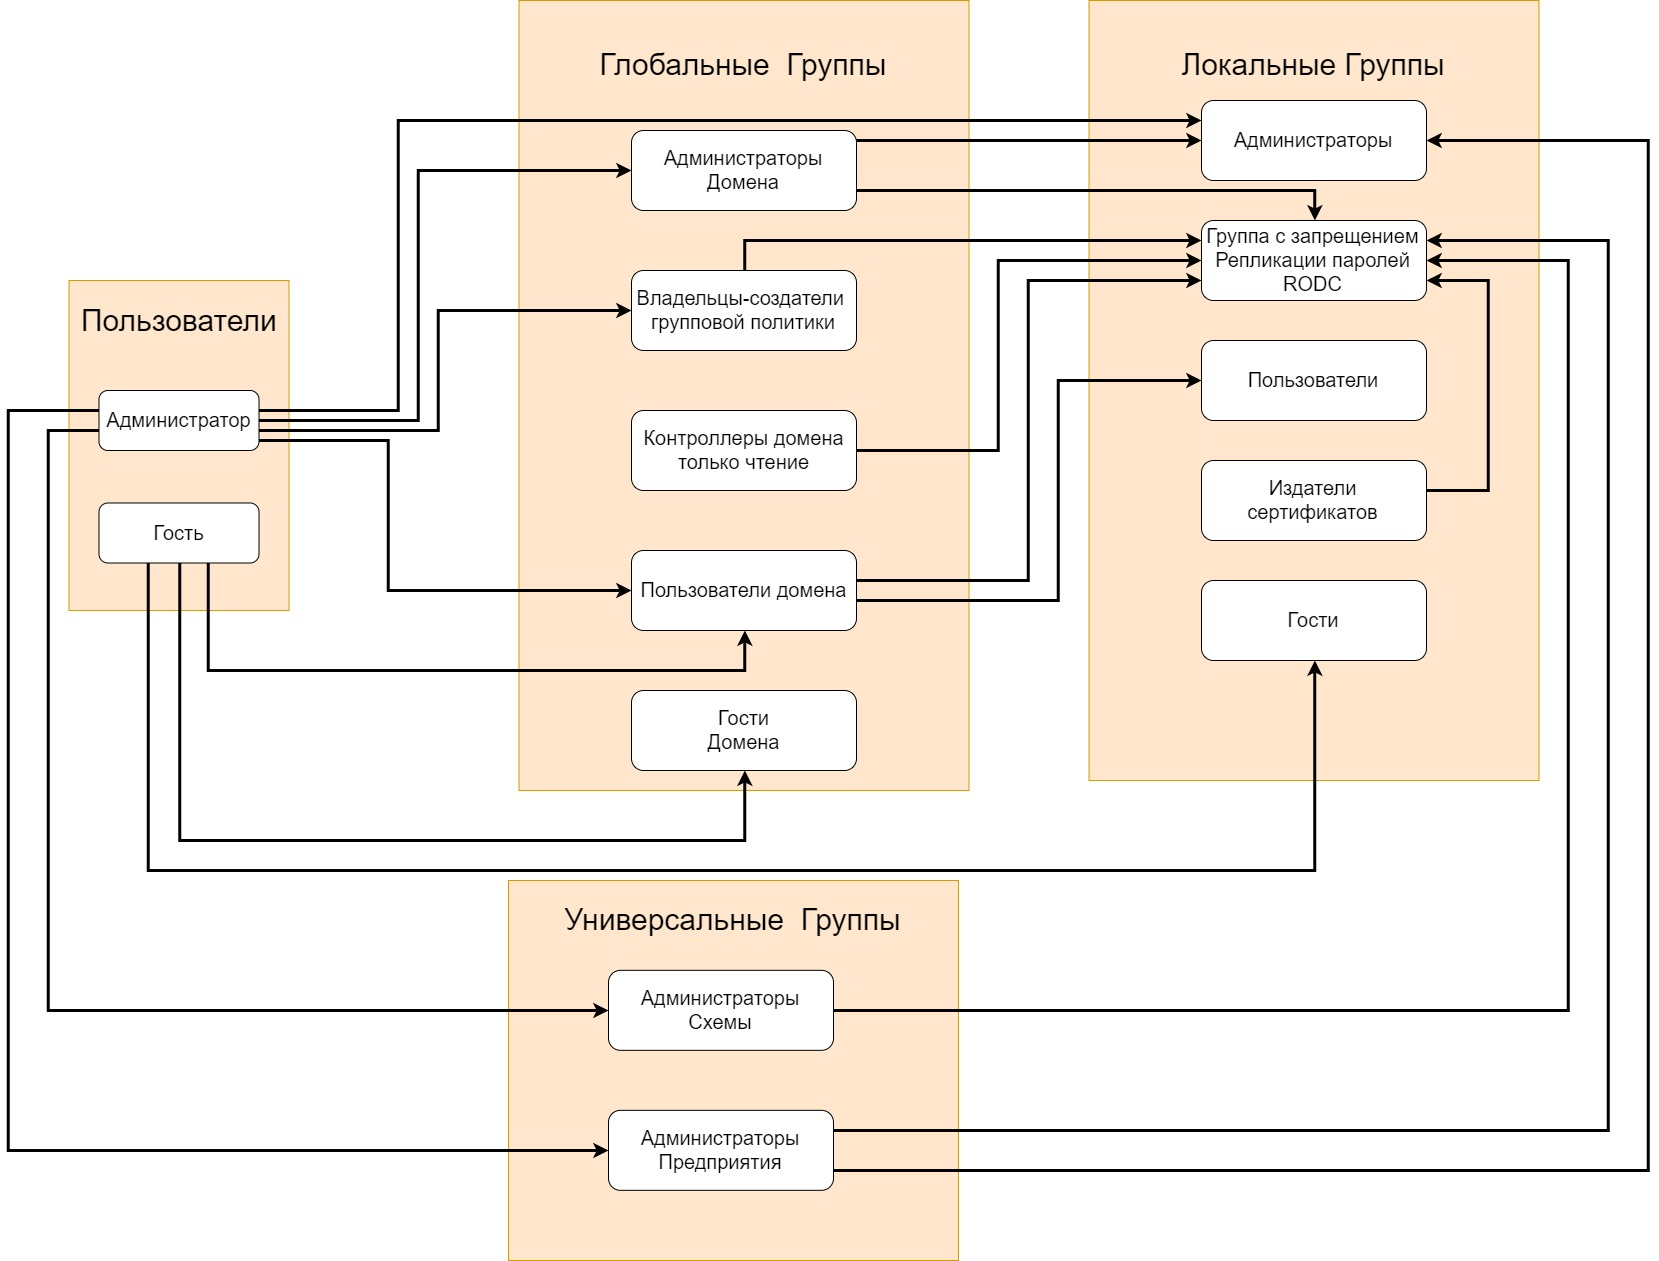 Пользователи
Администратор
Гость
Глобальные  Группы
Администраторы
Домена
Владельцы-создатели
групповой политики
Контроллеры домена
только чтение
Пользователи домена
Гости
Домена
Локальные Группы
Администраторы
Группа с запрещением
Репликации паролей
RODC
Пользователи
Издатели
сертификатов
Гости
Универсальные  Группы
Администраторы
Схемы
Администраторы
Предприятия